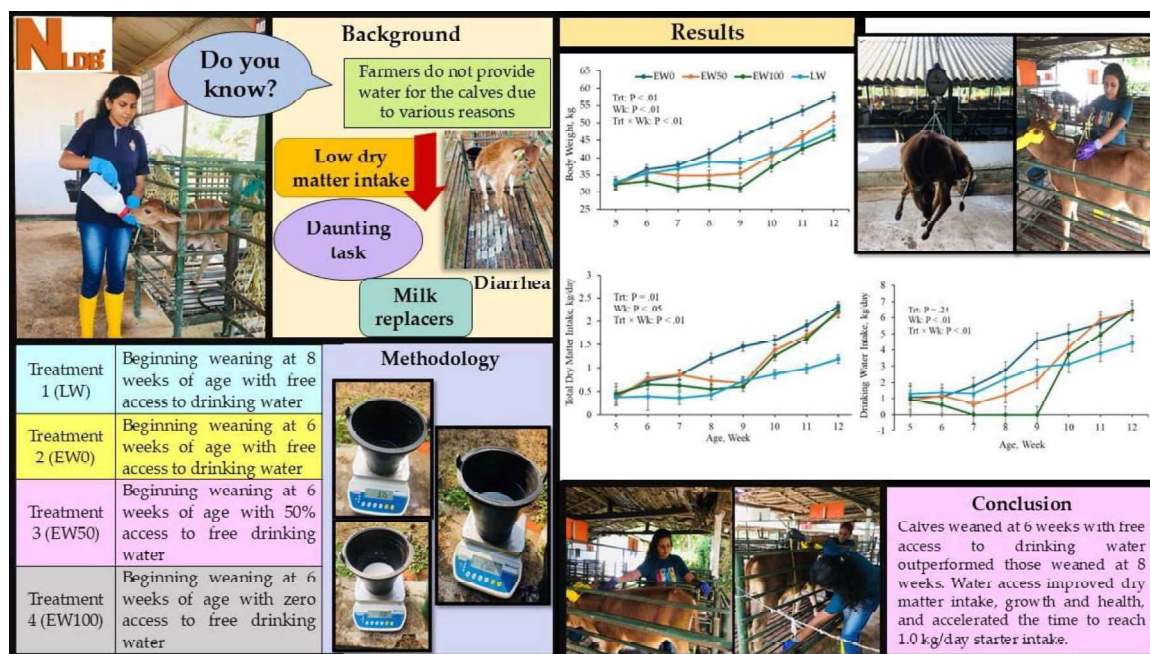 NLDB
Do you
know?
Background
Farmers do not provide
water for the calves due
to various reasons
Low dry
matter intake
Daunting
task
Diarrhea
Milk
replacers
Treatment
1 (LW)
Beginning weaning at 8
weeks of age with free
access to drinking water
Treatment
2 (EW0)
Beginning weaning at 6
weeks of age with free
access to drinking water
Treatment
3 (EW50)
Beginning weaning at 6
weeks of age with 50%
access to free drinking
water
Treatment
4 (EW100)
Beginning weaning at 6
weeks of age with zero
access to free drinking
water
Methodology
Results
EW0 EW50 EW100 LW
Trt: P < .01
Wk: P < .01
Trt × Wk: P < .01
Body Weight, kg
65
60
55
50
45
40
35
30
25
5 6 7 8 9 10 11 12
Trt: P = .01
Wk: P < .05
Trt × Wk: P < .01
Total Dry Matter Intake, kg/day
3
2.5
2
1.5
1
0.5
0
5 6 7 8 9 10 11 12
Age, Week
Wk: P < .01
Trt × Wk: P < .01
Drinking Water Intake, kg/day
8
7
6
5
4
3
2
1
0
-1
5 6 7 8 9 10 11 12
Age, Week
Conclusion
Calves weaned at 6 weeks with free
access to drinking water
outperformed those weaned at 8
weeks. Water access improved dry
matter intake, growth and health,
and accelerated the time to reach
1.0 kg/day starter intake.